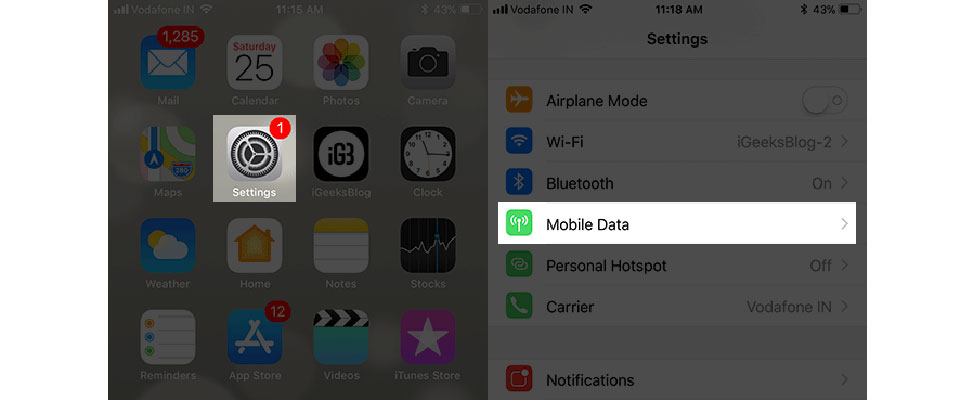 Vodafone IN 11:15 AM 43%
1,285
Saturday
25
Mail Calendar Photos Camera
280
1
iG3
Maps Settings iGeeksBlog Clock
Weather Home Notes Stocks
12
Reminders App Store Videos iTunes Store
Vodafone IN 11:18 AM 43%
Settings
Airplane Mode
Wi-Fi iGeeksBlog-2
Bluetooth On
Mobile Data
Personal Hotspot Off
Carrier Vodafone IN
Notifications